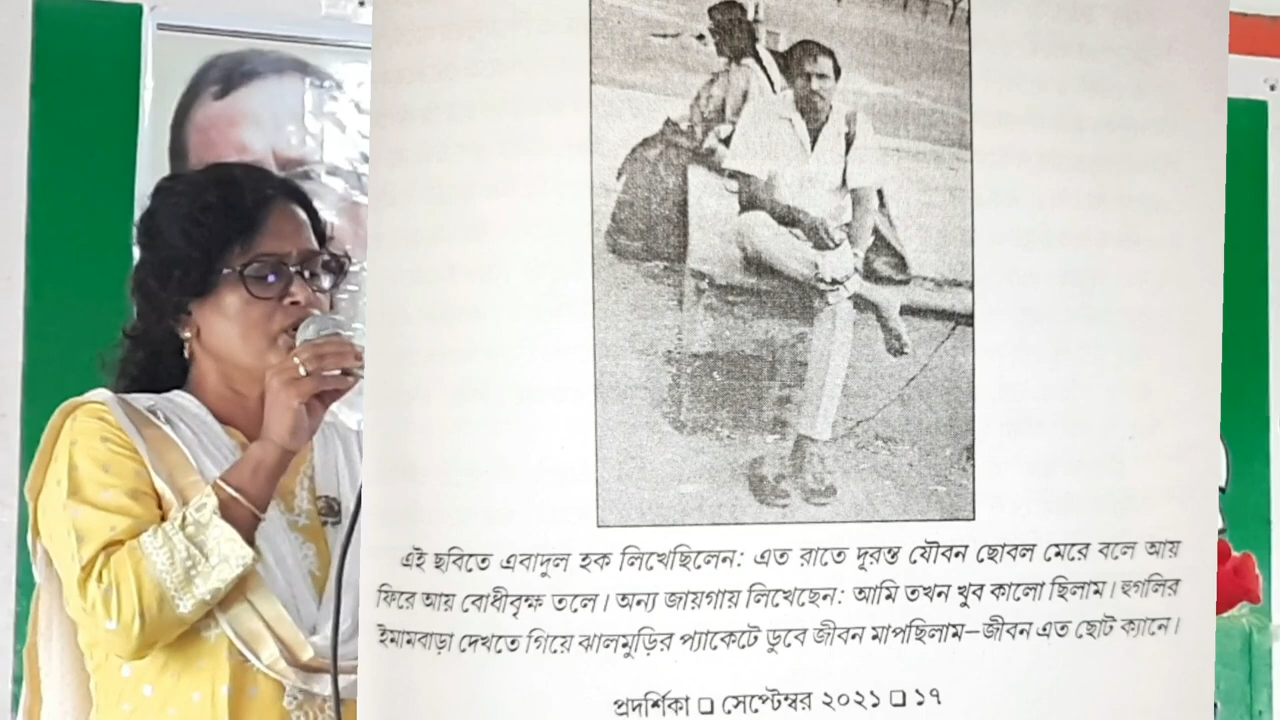 এই ছবিতে এবাদুল হক লিখেছিলেন: এত রাতে দূরন্ত যৌবন ছোবল মেরে বলে আয়
ফিরে আয় বোধীবৃক্ষ তলে। অন্য জায়গায় লিখেছেন: আমি তখন খুব কালো ছিলাম। হুগলির
ইমামবাড়া দেখতে গিয়ে ঝালমুড়ির প্যাকেটে ডুবে জীবন মাপছিলাম–জীবন এত ছোট ক্যানে।
প্রদর্শিকা □ সেপ্টেম্বর ২০২১ □ ১৭